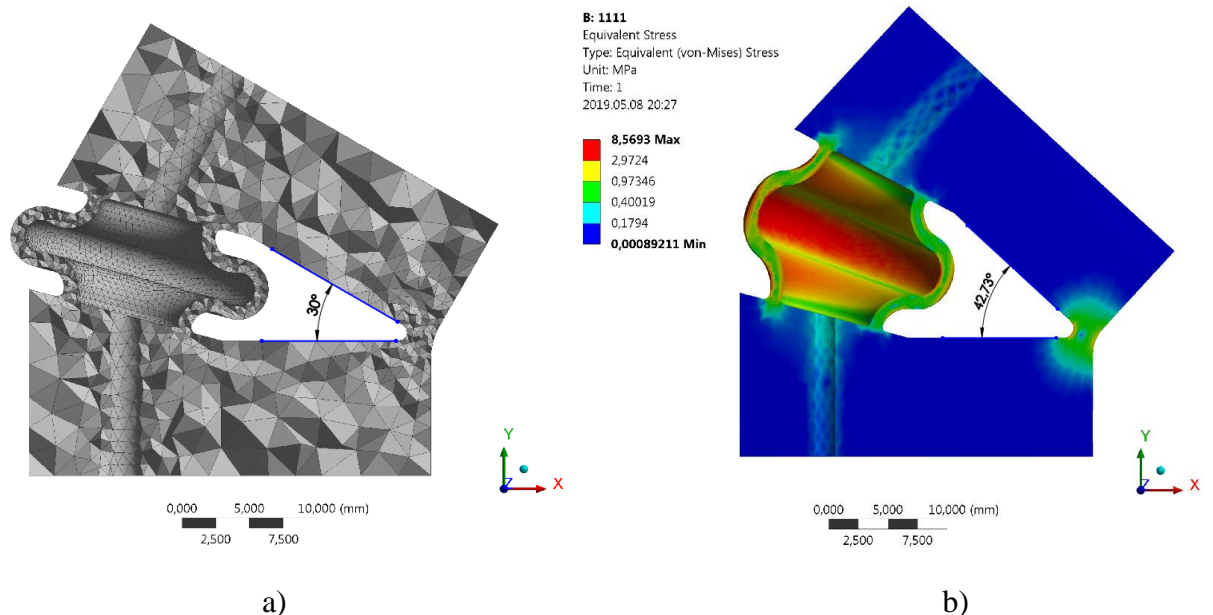 30°
Y
Z
X
0,000 5,000 10,000 (mm)
2,500 7,500
a)
B: 1111
Equivalent Stress
Type: Equivalent (von-Mises) Stress
Unit: MPa
Time: 1
2019.05.08 20:27
8,5693 Max
2,9724
0,97346
0,40019
0,1794
0,00089211 Min
42,73°
Y
Z
X
0,000 5,000 10,000 (mm)
2,500 7,500
b)